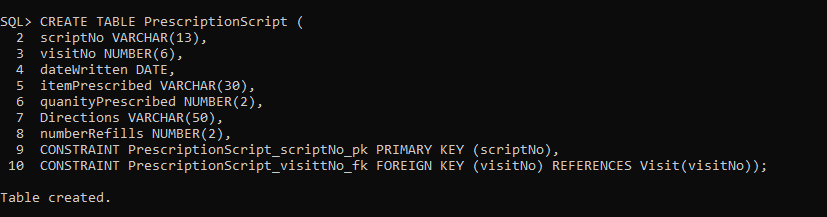 SQL> CREATE TABLE PrescriptionScript (
2 scriptNo VARCHAR(13),
3 visitNo NUMBER(6),
4 dateWritten DATE,
5 itemPrescribed VARCHAR(30),
6 quanityPrescribed NUMBER(2),
7 Directions VARCHAR(50),
8 numberRefills NUMBER(2),
9 CONSTRAINT PrescriptionScript_scriptNo_pk PRIMARY KEY (scriptNo),
10 CONSTRAINT PrescriptionScript_visittNo_fk FOREIGN KEY (visitNo) REFERENCES Visit(visitNo));
Table created.